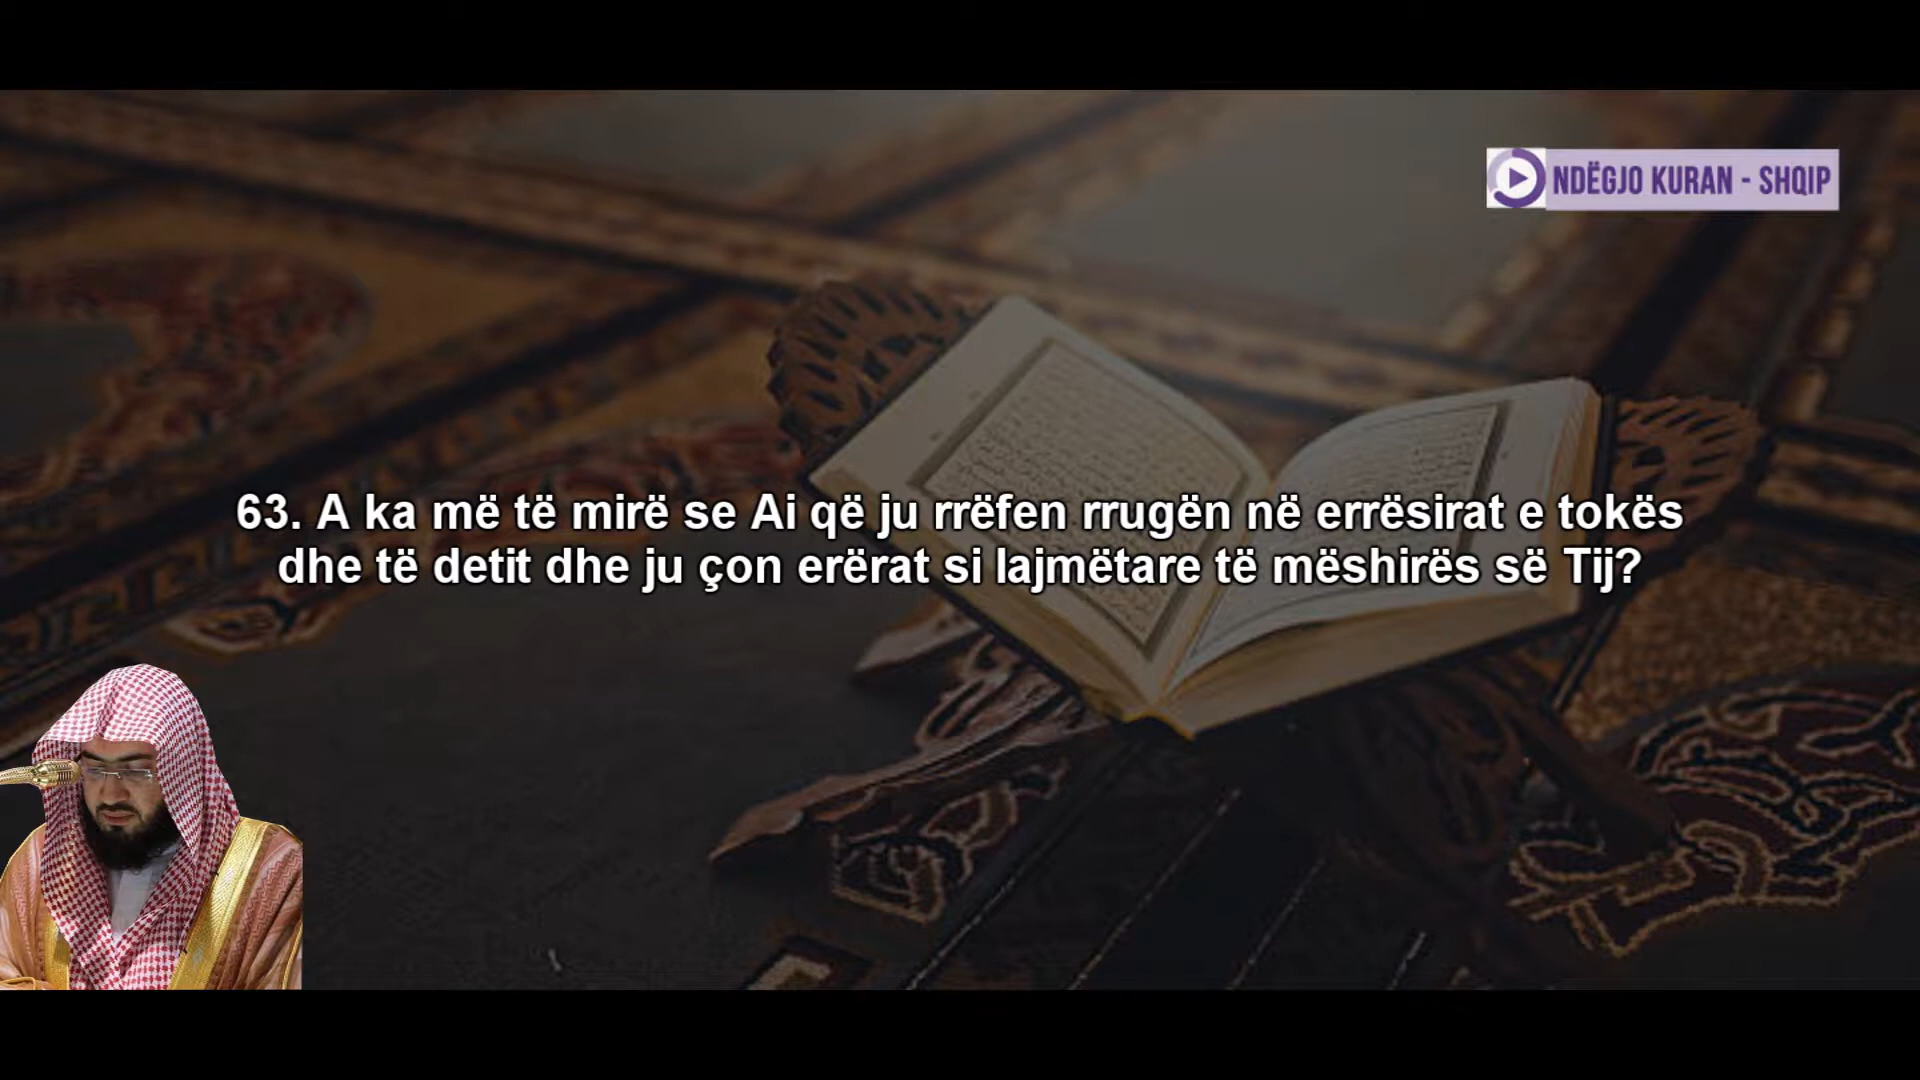 NDËGJO KURAN - SHQIP
63. A ka më të mirë se Ai që ju rrëfen rrugën në errësirat e tokës
dhe të detit dhe ju çon erërat si lajmëtare të mëshirës së Tij?